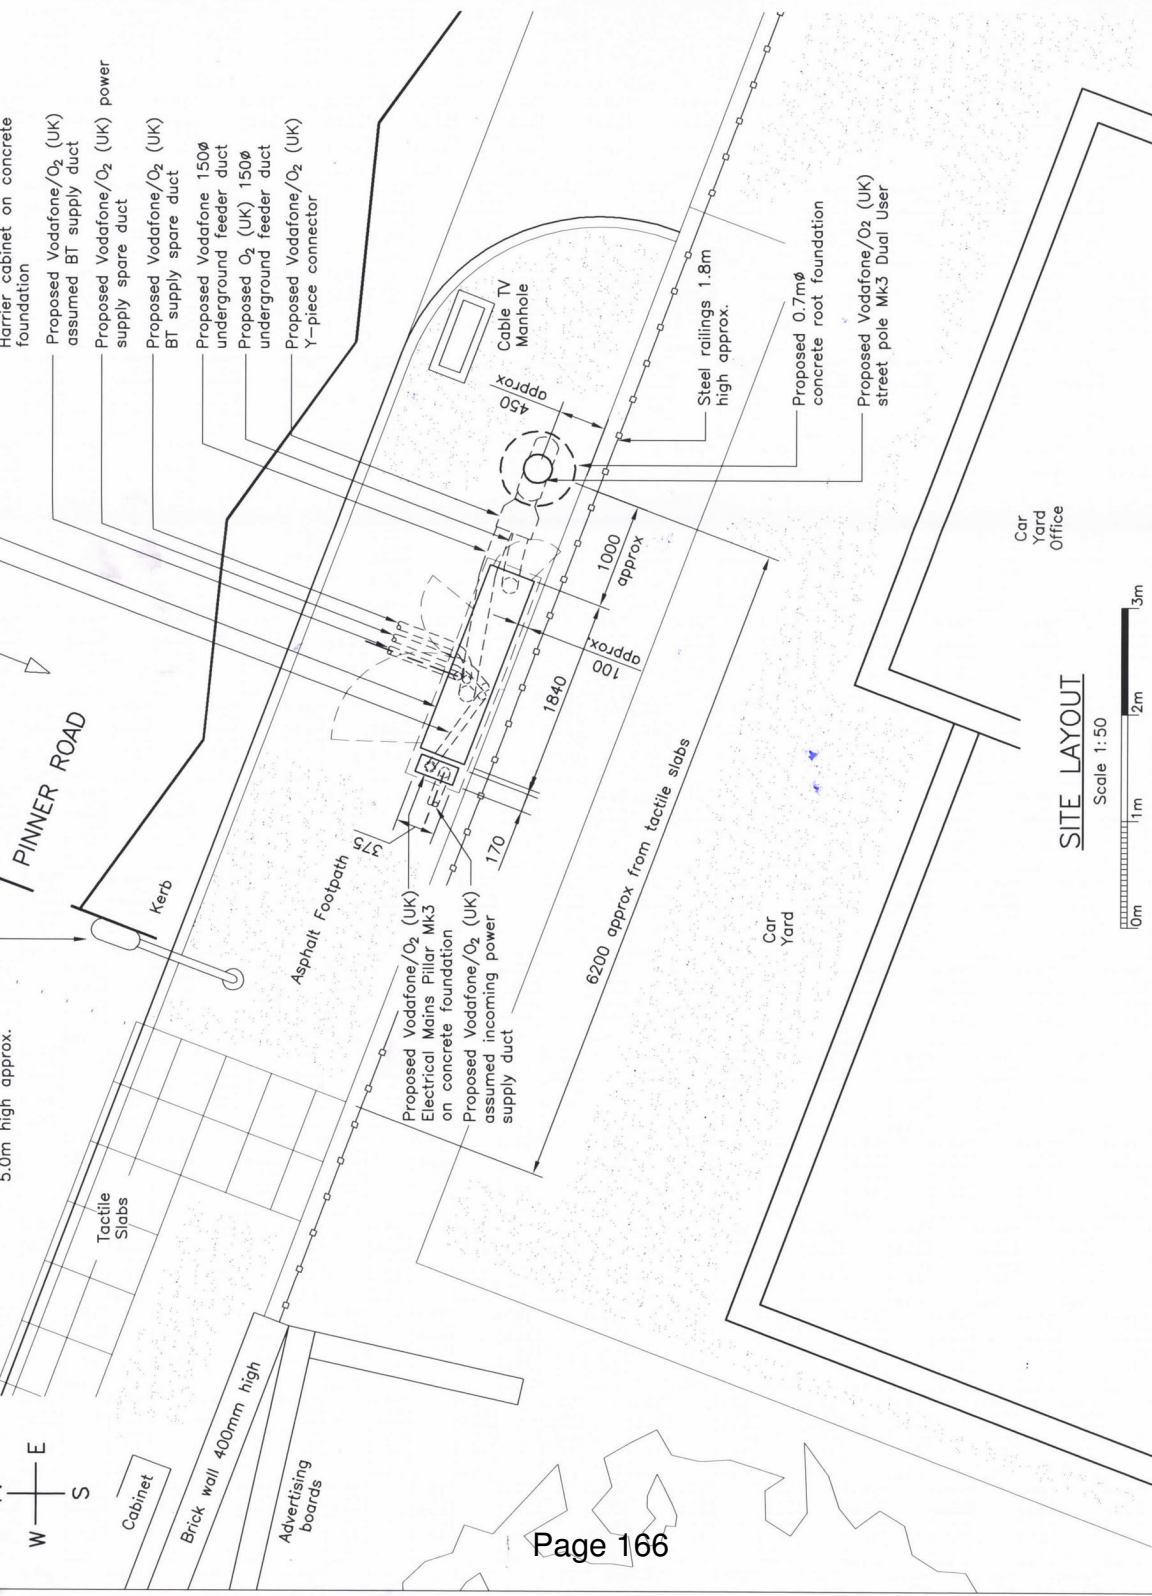 Harrier cabinet on concrete
foundation
Proposed Vodafone/O₂ (UK)
assumed BT supply duct
Proposed Vodafone/O₂ (UK) power
supply spare duct
Proposed Vodafone/O₂ (UK)
BT supply spare duct
Proposed Vodafone 150ø
underground feeder duct
Proposed O₂ (UK) 150ø
underground feeder duct
Proposed Vodafone/O₂ (UK)
Y-piece connector
5.0m high approx.
PINNER ROAD
Kerb
Asphalt Footpath
Tactile
Slabs
Cable TV
Manhole
450
approx
Steel railings 1.8m
high approx.
Proposed 0.7mø
concrete root foundation
Proposed Vodafone/O₂ (UK)
street pole Mk3 Dual User
1000
approx
100
approx.
1840
170
375
Proposed Vodafone/O₂ (UK)
Electrical Mains Pillar Mk3
on concrete foundation
Proposed Vodafone/O₂ (UK)
assumed incoming power
supply duct
6200 approx from tactile slabs
Car
Yard
Car
Yard
Office
W
E
S
Cabinet
Brick wall 400mm high
Advertising
boards
SITE LAYOUT
Scale 1:50
0m
1m
2m
3m
Page 166